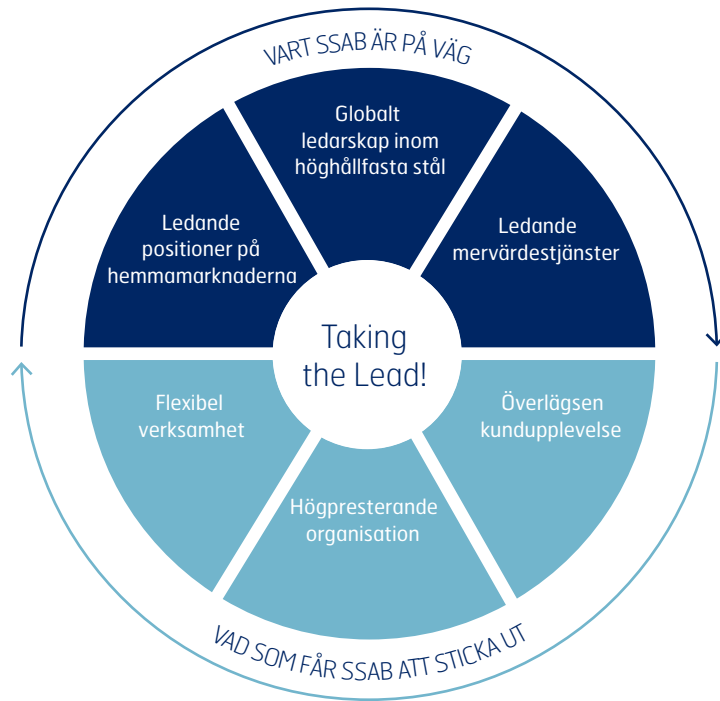 VART SSAB ÄR PÅ VÄG
Globalt
ledarskap inom
höghållfasta stål
Ledande
positioner på
hemmamarknaderna
Ledande
mervärdestjänster
Taking
the Lead!
Flexibel
verksamhet
Överlägsen
kundupplevelse
Högpresterande
organisation
VAD SOM FÅR SSAB ATT STICKA UT